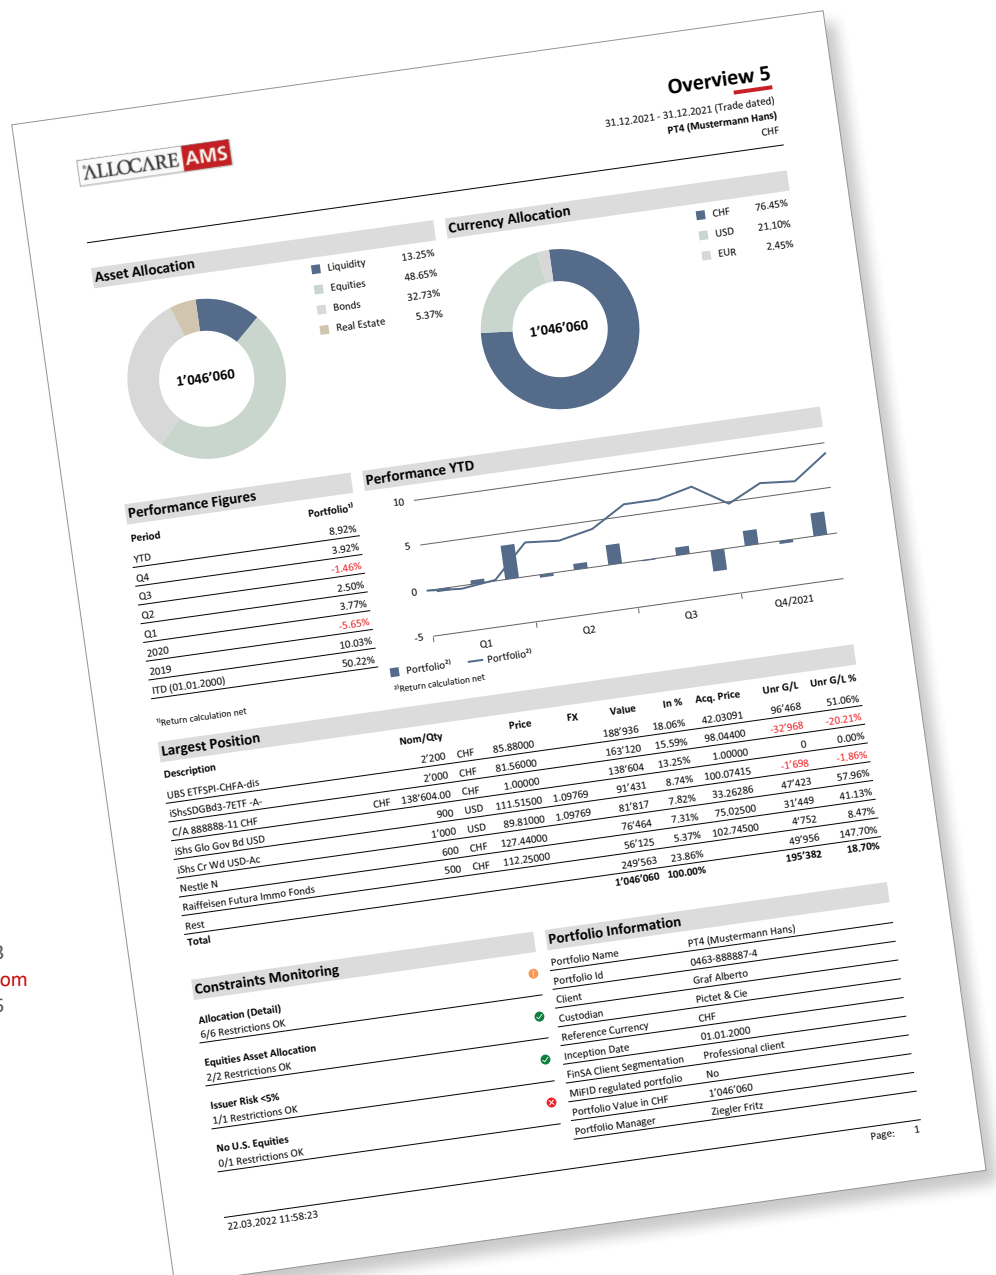 Overview 5
31.12.2021 - 31.12.2021 (Trade dated)
PT4 (Mustermann Hans)
CHF
ALLOCARE AMS
Asset Allocation
Liquidity 13.25%
Equities 48.65%
Bonds 32.73%
Real Estate 5.37%
1’046’060
Currency Allocation
CHF 76.45%
USD 21.10%
EUR 2.45%
1’046’060
Performance Figures
Period Portfolio¹⁾
YTD 8.92%
Q4 3.92%
Q3 -1.46%
Q2 2.50%
Q1 3.77%
2020 -5.65%
2019 10.03%
ITD (01.01.2000) 50.22%
¹⁾Return calculation net
Performance YTD
10
5
0
-5
Q1 Q2 Q3 Q4/2021
Portfolio²⁾ Portfolio²⁾
²⁾Return calculation net
Largest Position
Description Nom/Qty Price FX Value In % Acq. Price Unr G/L Unr G/L %
UBS ETFSPI-CHFA-dis 2’200 CHF 85.88000 188’936 18.06% 42.03091 96’468 51.06%
iShsSDGBd3-7ETF -A- 2’000 CHF 81.56000 163’120 15.59% 98.04400 -32’968 -20.21%
C/A 888888-11 CHF CHF 138’604.00 CHF 1.00000 138’604 13.25% 1.00000 0 0.00%
iShs Glo Gov Bd USD 900 USD 111.51500 1.09769 91’431 8.74% 100.07415 -1’698 -1.86%
iShs Cr Wd USD-Ac 1’000 USD 89.81000 1.09769 81’817 7.82% 33.26286 47’423 57.96%
Nestle N 600 CHF 127.44000 76’464 7.31% 75.02500 31’449 41.13%
Raiffeisen Futura Immo Fonds 500 CHF 112.25000 56’125 5.37% 102.74500 4’752 8.47%
Rest 249’563 23.86% 49’956 147.70%
Total 1’046’060 100.00% 195’382 18.70%
Constraints Monitoring
Allocation (Detail)
6/6 Restrictions OK
Equities Asset Allocation
2/2 Restrictions OK
Issuer Risk <5%
1/1 Restrictions OK
No U.S. Equities
0/1 Restrictions OK
Portfolio Information
Portfolio Name PT4 (Mustermann Hans)
Portfolio Id 0463-888887-4
Client Graf Alberto
Custodian Pictet & Cie
Reference Currency CHF
Inception Date 01.01.2000
FinSA Client Segmentation Professional client
MiFID regulated portfolio No
Portfolio Value in CHF 1’046’060
Portfolio Manager Ziegler Fritz
22.03.2022 11:58:23
Page: 1
om